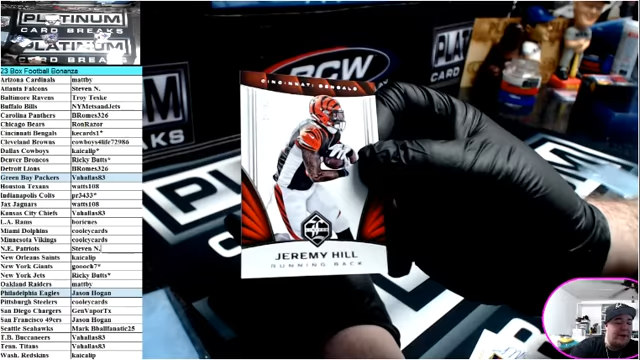 PLATINUM
CARD BREAKS
PLATINUM
CARD BREAKS
23 Box Football Bonanza
Arizona Cardinals mattby
Atlanta Falcons Steven N.
Baltimore Ravens Troy Teske
Buffalo Bills NYMetsandJets
Carolina Panthers BRomes326
Chicago Bears RonRazor
Cincinnati Bengals kecards1*
Cleveland Browns cowboys4life72986
Dallas Cowboys kaicalip*
Denver Broncos Ricky Butts*
Detroit Lions BRomes326
Green Bay Packers Vahallas83
Houston Texans watts108
Indianapolis Colts pr3433*
Jax Jaguars watts108
Kansas City Chiefs Vahallas83
L.A. Rams boricues
Miami Dolphins cooleycards
Minnesota Vikings cooleycards
N.E. Patriots Steven N.
New Orleans Saints kaicalip
New York Giants goooch7*
New York Jets Ricky Butts*
Oakland Raiders mattby
Philadelphia Eagles Jason Hogan
Pittsburgh Steelers cooleycards
San Diego Chargers GenVaporTx
San Francisco 49ers Jason Hogan
Seattle Seahawks Mark Bhallfanatic25
T.B. Buccaneers Vahallas83
Tenn. Titans Vahallas83
Wash. Redskins kaicalip
CINCINNATI BENGALS
JEREMY HILL
RUNNING BACK